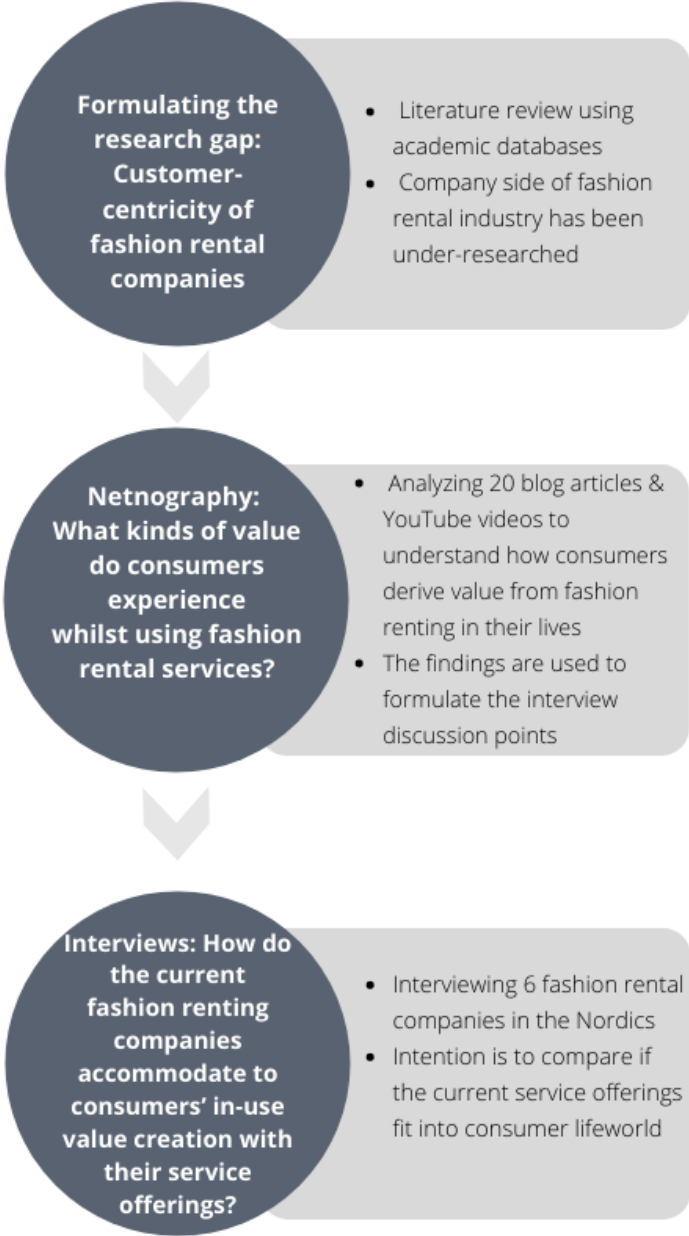 Formulating the
research gap:
Customer-
centricity of
fashion rental
companies
• Literature review using
academic databases
• Company side of fashion
rental industry has been
under-researched
Netnography:
What kinds of value
do consumers
experience
whilst using fashion
rental services?
• Analyzing 20 blog articles &
YouTube videos to
understand how consumers
derive value from fashion
renting in their lives
• The findings are used to
formulate the interview
discussion points
Interviews: How do
the current
fashion renting
companies
accommodate to
consumers’ in-use
value creation with
their service
offerings?
• Interviewing 6 fashion rental
companies in the Nordics
• Intention is to compare if
the current service offerings
fit into consumer lifeworld